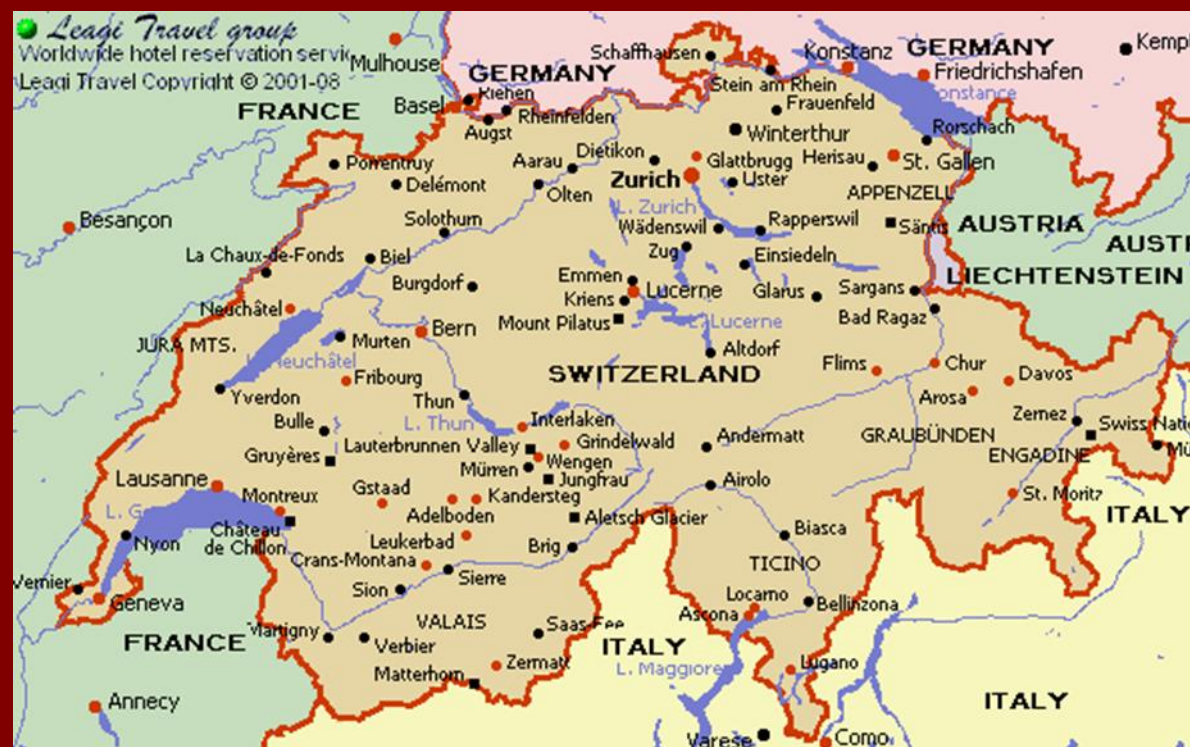 Leagi Travel group
Worldwide hotel reservation servic
Leagi Travel Copyright © 2001-08
Mulhouse
GERMANY
Schaffhausen
Konstanz
GERMANY
Kempt
Friedrichshafen
Constance
Stein am Rhein
Riehen
Basel
FRANCE
Rheinfelden
Augst
Frauenfeld
Winterthur
Rorschach
Porrentruy
Aarau
Dietikon
Glattbrugg
Herisau
St. Gallen
Delémont
Olten
Zurich
Uster
APPENZELL
L. Zurich
Besançon
Solothurn
Wädenswil
Rapperswil
Säntis
AUSTRIA
La Chaux-de-Fonds
Biel
Zug
Einsiedeln
AUSTR
Emmen
LIECHTENSTEIN
Burgdorf
Lucerne
Glarus
Sargans
Neuchâtel
Kriens
Mount Pilatus
L. Lucerne
Bad Ragaz
Bern
JURA MTS.
Murten
Altdorf
L. Neuchâtel
Flims
Chur
Fribourg
SWITZERLAND
Davos
Yverdon
Thun
Arosa
Bulle
L. Thun
Interlaken
Zernez
Swiss Natio
Lauterbrunnen Valley
Grindelwald
Andermatt
GRAUBÜNDEN
Gruyères
Wengen
ENGADINE
Mü
Mürren
Jungfrau
Lausanne
Airolo
Montreux
Gstaad
Kandersteg
St. Moritz
L. Ge
Adelboden
Aletsch Glacier
ITALY
Château
de Chillon
Nyon
Leukerbad
Brig
Biasca
Crans-Montana
TICINO
Vernier
Sion
Sierre
Geneva
Locarno
Bellinzona
Ascona
VALAIS
Martigny
Saas-Fee
FRANCE
Verbier
ITALY
Zermatt
L. Maggiore
Lugano
Matterhorn
Annecy
ITALY
Varese
Como